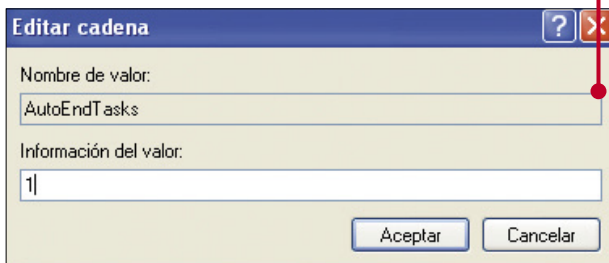 Editar cadena
Nombre de valor:
AutoEndTasks
Información del valor:
1
Aceptar
Cancelar